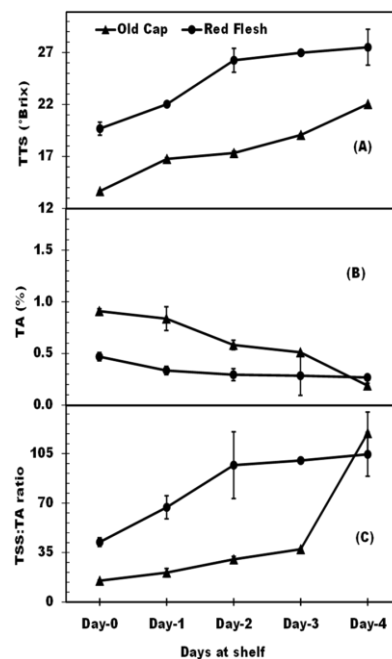 Old Cap Red Flesh
TTS (°Brix)
27
22
17
12
(A)
TA (%)
1.5
1.0
0.5
0.0
(B)
TSS:TA ratio
105
70
35
0
(C)
Day-0 Day-1 Day-2 Day-3 Day-4
Days at shelf